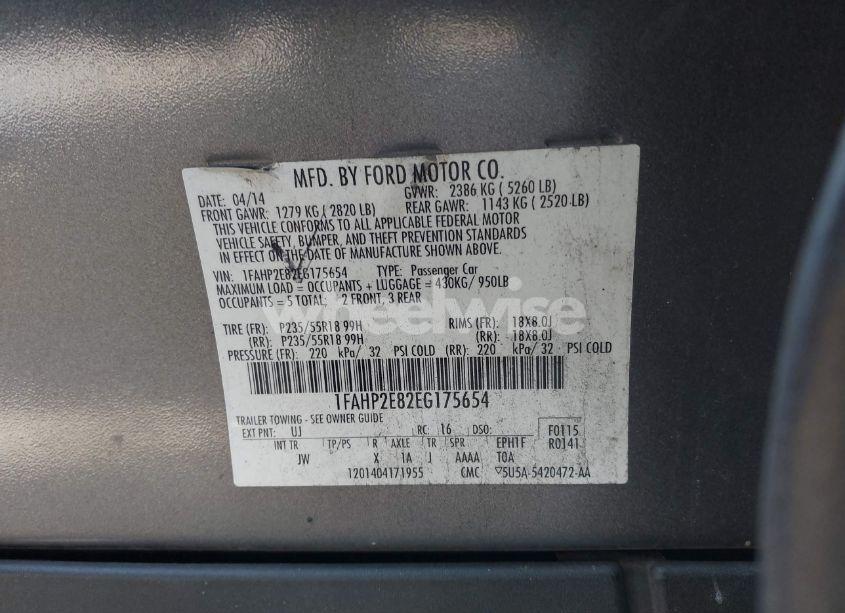 MFD. BY FORD MOTOR CO.
DATE: 04/14 GVWR: 2386 KG ( 5260 LB)
FRONT GAWR: 1279 KG ( 2820 LB) REAR GAWR: 1143 KG ( 2520 LB)
THIS VEHICLE CONFORMS TO ALL APPLICABLE FEDERAL MOTOR
VEHICLE SAFETY, BUMPER, AND THEFT PREVENTION STANDARDS
IN EFFECT ON THE DATE OF MANUFACTURE SHOWN ABOVE.
VIN: 1FAHP2E82EG175654 TYPE: Passenger Car
MAXIMUM LOAD = OCCUPANTS + LUGGAGE = 430KG/ 950LB
OCCUPANTS = 5 TOTAL; 2 FRONT, 3 REAR
wheelwise
TIRE (FR): P235/55R18 99H RIMS (FR): 18X8.0J
(RR): P235/55R18 99H (RR): 18X8.0J
PRESSURE (FR): 220 kPa/ 32 PSI COLD (RR): 220 kPa/ 32 PSI COLD
1FAHP2E82EG175654
TRAILER TOWING - SEE OWNER GUIDE
EXT PNT: UJ RC: 16 DSO: F0115
INT TR TP/PS R AXLE TR SPR EPH1F R0141
JW X 1A J AAAA T0A
1201404171955 CMC 5U5A-5420472-AA